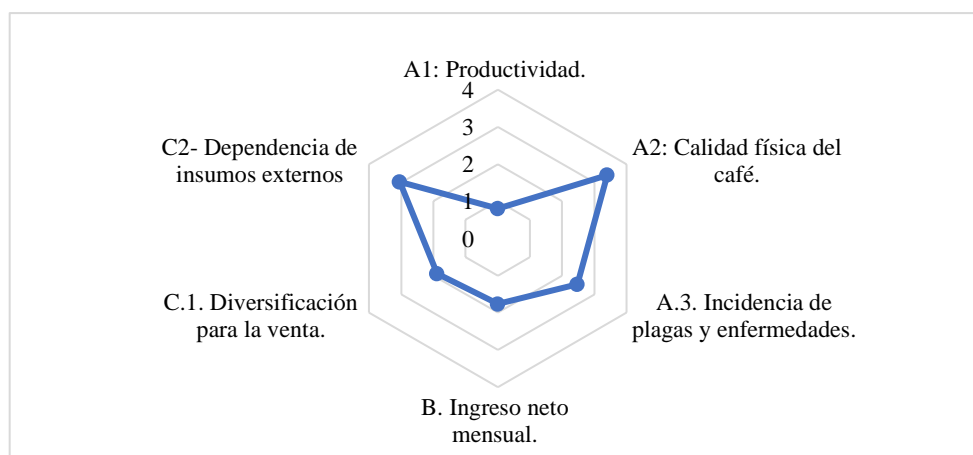 A1: Productividad.
4
3
2
1
0
A2: Calidad física del
café.
A.3. Incidencia de
plagas y enfermedades.
B. Ingreso neto
mensual.
C.1. Diversificación
para la venta.
C2- Dependencia de
insumos externos